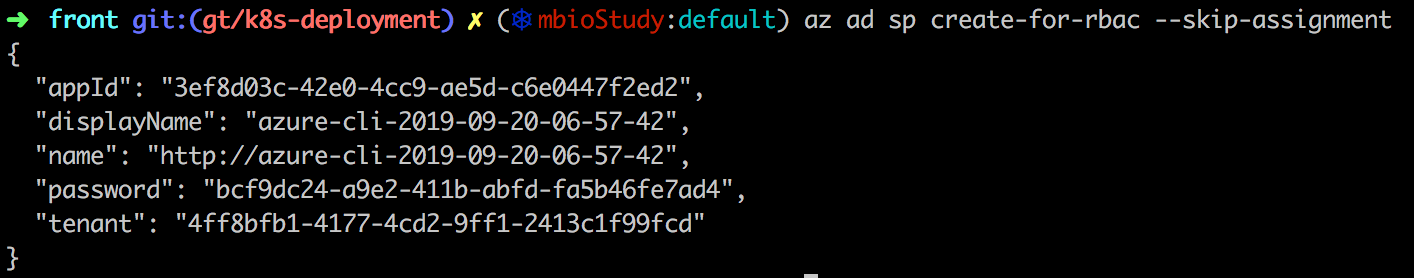 ➜ front git:(gt/k8s-deployment) ✗ (⎈ mbioStudy:default) az ad sp create-for-rbac --skip-assignment
{
  "appId": "3ef8d03c-42e0-4cc9-ae5d-c6e0447f2ed2",
  "displayName": "azure-cli-2019-09-20-06-57-42",
  "name": "http://azure-cli-2019-09-20-06-57-42",
  "password": "bcf9dc24-a9e2-411b-abfd-fa5b46fe7ad4",
  "tenant": "4ff8bfb1-4177-4cd2-9ff1-2413c1f99fcd"
}